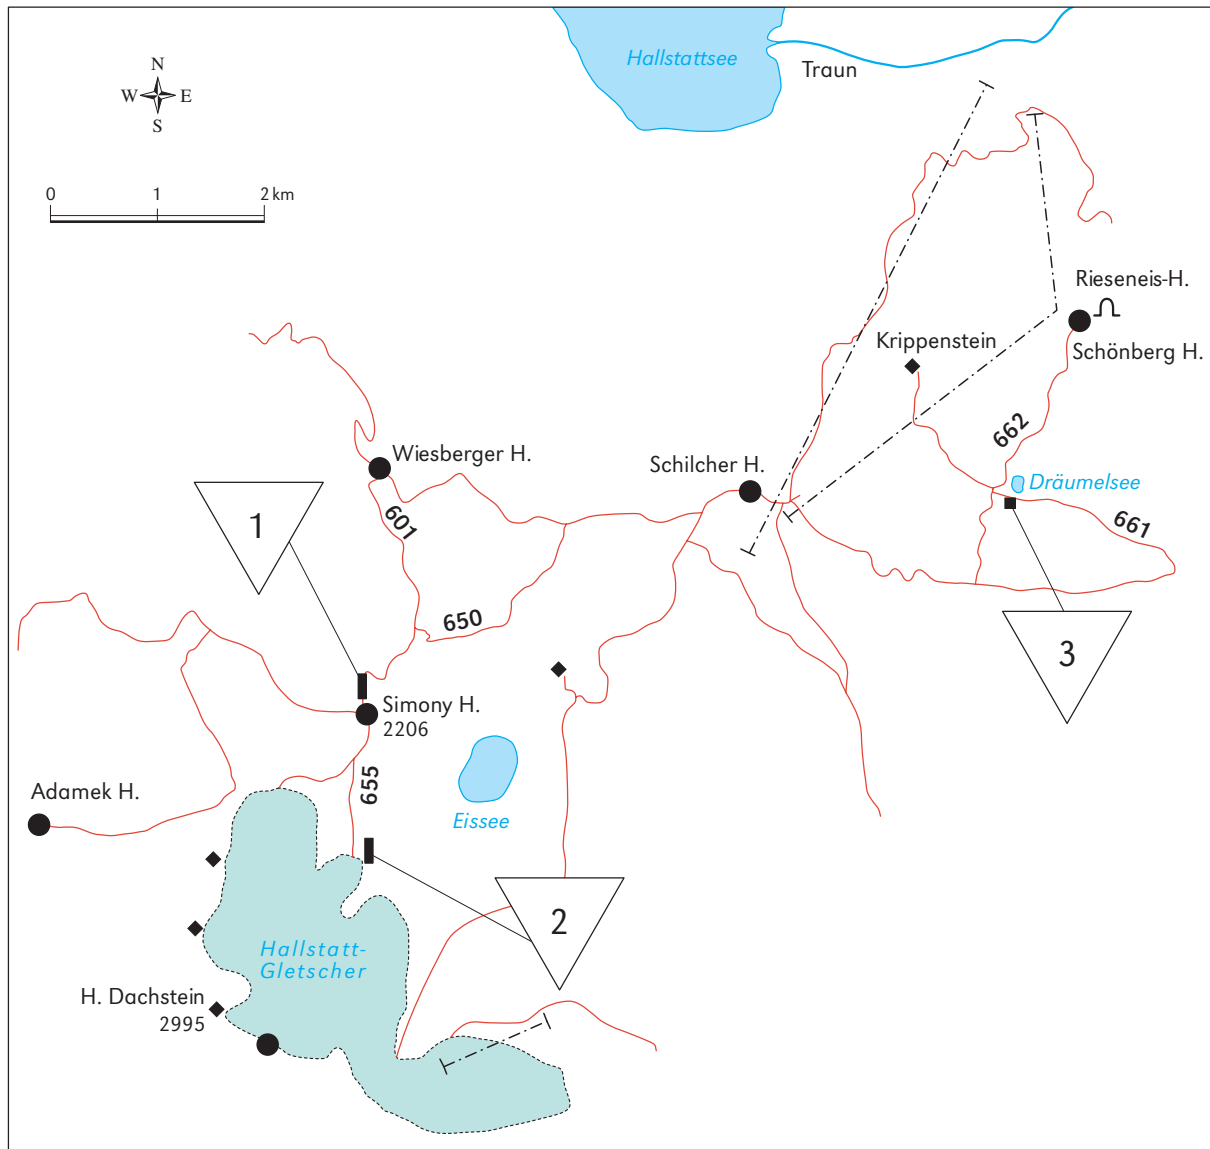 Hallstattsee
Traun
N
W E
S
0 1 2 km
Rieseneis-H.
Krippenstein
Schönberg H.
662
Wiesberger H.
Schilcher H.
Dräumelsee
601
661
1
650
3
Simony H.
2206
655
Adamek H.
Eissee
2
Hallstatt-
Gletscher
H. Dachstein
2995